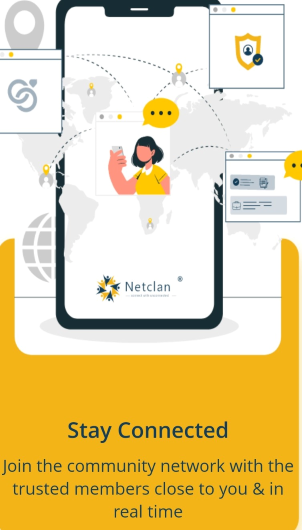 Netclan ®
Stay Connected
Join the community network with the
trusted members close to you & in
real time